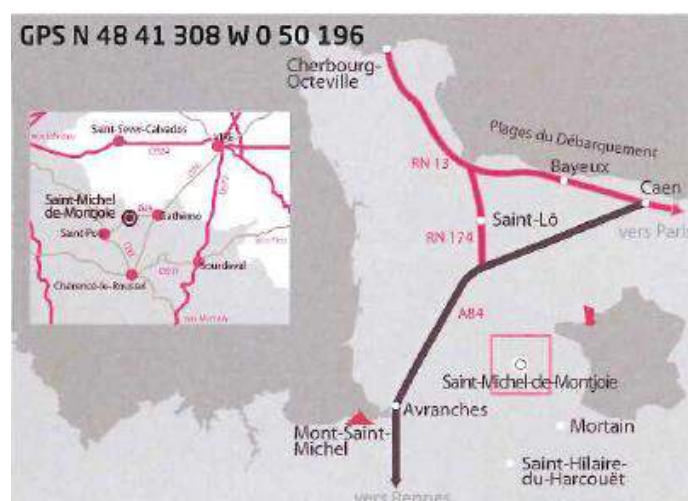 GPS N 48 41 308 W 0 50 196
Cherbourg-
Octeville
Plages du Débarquement
RN 13
Bayeux
Caen
vers Paris
Saint-Lô
RN 174
A84
Saint-Michel-de-Montjoie
Avranches
Mont-Saint-
Michel
Mortain
Saint-Hilaire-
du-Harcouët
vers Rennes
Saint-Sever-Calvados
VIRE
D524
Saint-Michel
de-Montjoie
Gathemo
Saint-Pois
Sourdeval
Chérencé-le-Roussel